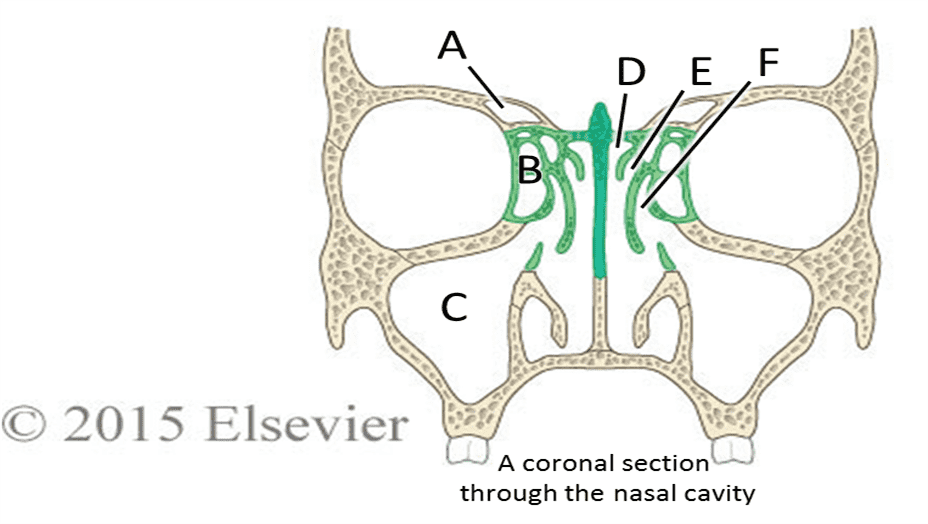 A
D
E
F
B
C
© 2015 Elsevier
A coronal section
through the nasal cavity